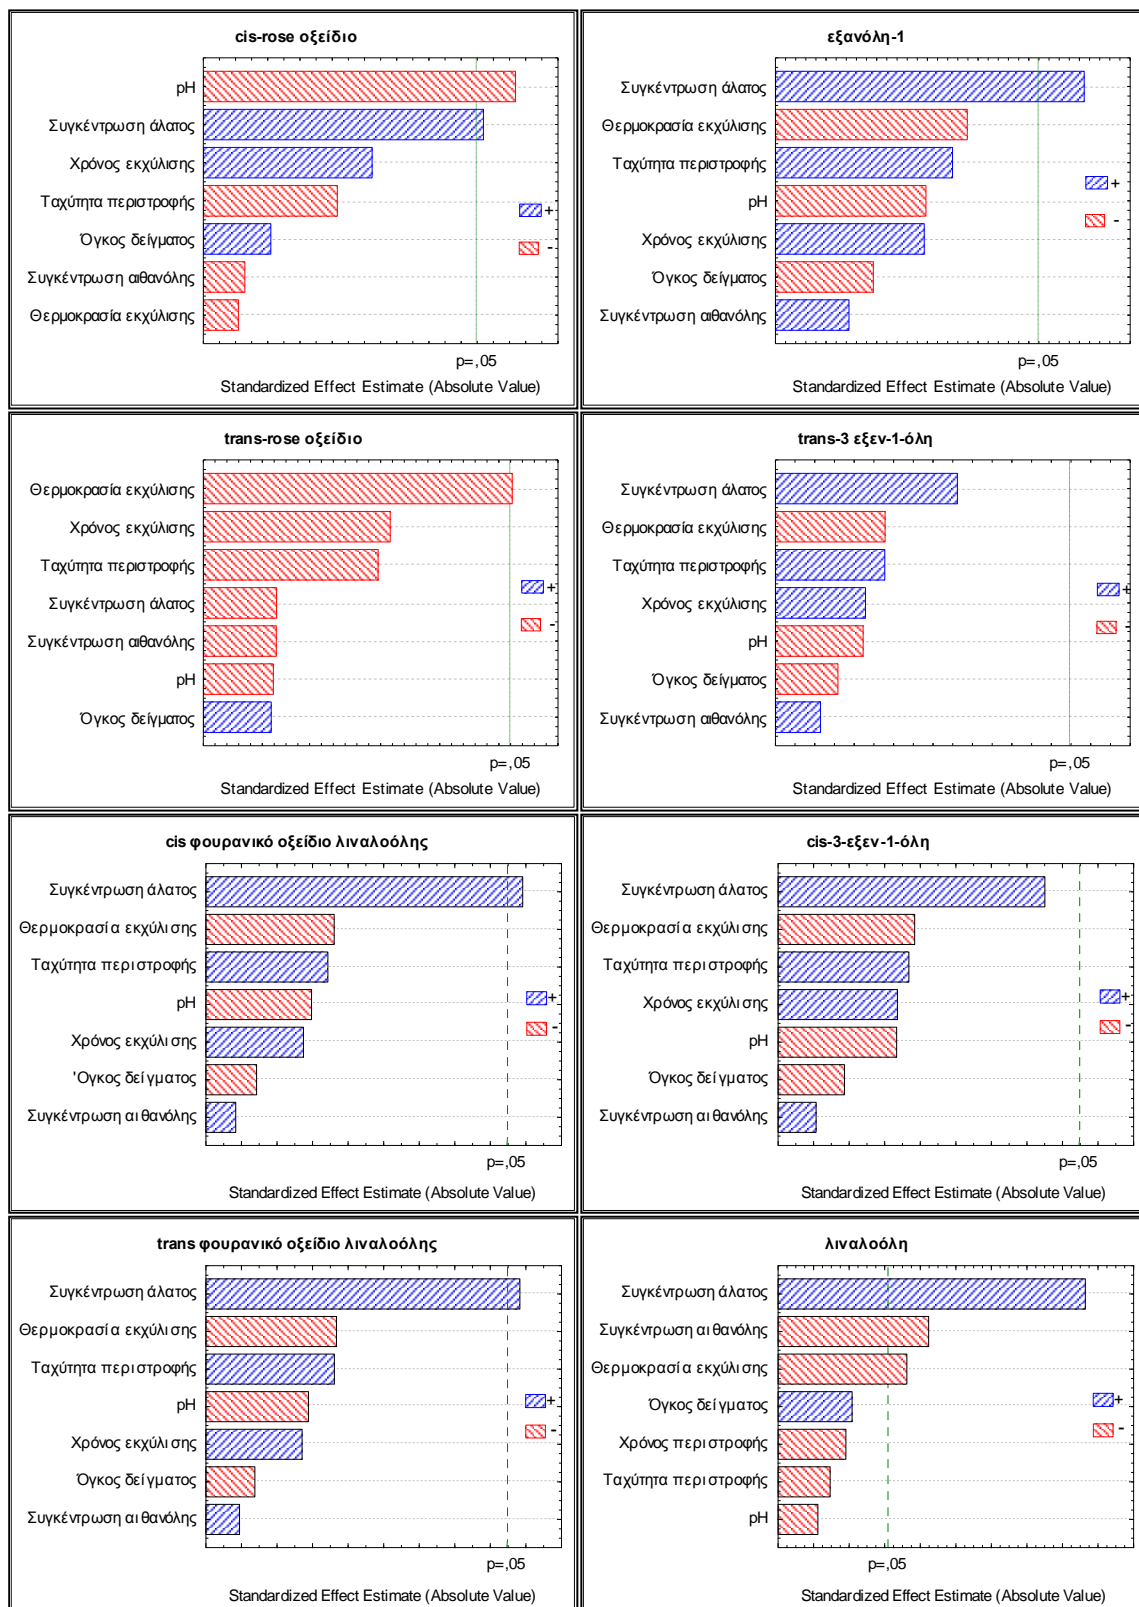 cis-rose οξείδιο
pH
Συγκέντρωση άλατος
Χρόνος εκχύλισης
Ταχύτητα περιστροφής
Όγκος δείγματος
Συγκέντρωση αιθανόλης
Θερμοκρασία εκχύλισης
+
-
p=,05
Standardized Effect Estimate (Absolute Value)
εξανόλη-1
Συγκέντρωση άλατος
Θερμοκρασία εκχύλισης
Ταχύτητα περιστροφής
pH
Χρόνος εκχύλισης
Όγκος δείγματος
Συγκέντρωση αιθανόλης
+
-
p=,05
Standardized Effect Estimate (Absolute Value)
trans-rose οξείδιο
Θερμοκρασία εκχύλισης
Χρόνος εκχύλισης
Ταχύτητα περιστροφής
Συγκέντρωση άλατος
Συγκέντρωση αιθανόλης
pH
Όγκος δείγματος
+
-
p=,05
Standardized Effect Estimate (Absolute Value)
trans-3 εξεν-1-όλη
Συγκέντρωση άλατος
Θερμοκρασία εκχύλισης
Ταχύτητα περιστροφής
Χρόνος εκχύλισης
pH
Όγκος δείγματος
Συγκέντρωση αιθανόλης
+
-
p=,05
Standardized Effect Estimate (Absolute Value)
cis φουρανικό οξείδιο λιναλοόλης
Συγκέντρωση άλατος
Θερμοκρασία εκχύλισης
Ταχύτητα περιστροφής
pH
Χρόνος εκχύλισης
'Ογκος δείγματος
Συγκέντρωση αιθανόλης
+
-
p=,05
Standardized Effect Estimate (Absolute Value)
cis-3-εξεν-1-όλη
Συγκέντρωση άλατος
Θερμοκρασία εκχύλισης
Ταχύτητα περιστροφής
Χρόνος εκχύλισης
pH
Όγκος δείγματος
Συγκέντρωση αιθανόλης
+
-
p=,05
Standardized Effect Estimate (Absolute Value)
trans φουρανικό οξείδιο λιναλοόλης
Συγκέντρωση άλατος
Θερμοκρασία εκχύλισης
Ταχύτητα περιστροφής
pH
Χρόνος εκχύλισης
Όγκος δείγματος
Συγκέντρωση αιθανόλης
+
-
p=,05
Standardized Effect Estimate (Absolute Value)
λιναλοόλη
Συγκέντρωση άλατος
Συγκέντρωση αιθανόλης
Θερμοκρασία εκχύλισης
Όγκος δείγματος
Χρόνος περιστροφής
Ταχύτητα περιστροφής
pH
+
-
p=,05
Standardized Effect Estimate (Absolute Value)